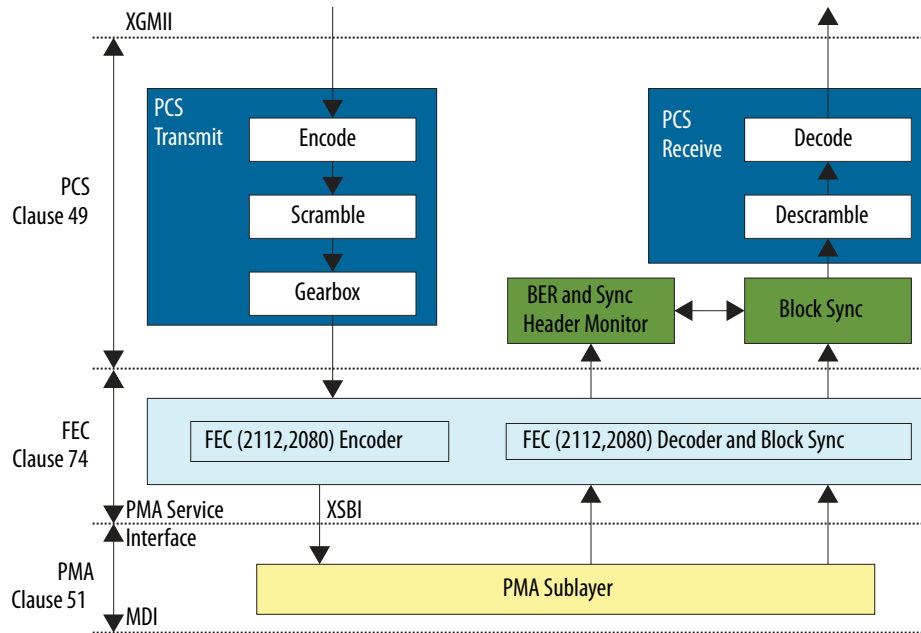 XGMII
PCS
Transmit
Encode
Scramble
Gearbox
PCS
Receive
Decode
Descramble
PCS
Clause 49
BER and Sync
Header Monitor
Block Sync
FEC
Clause 74
FEC (2112,2080) Encoder
FEC (2112,2080) Decoder and Block Sync
PMA Service
Interface
XSBI
PMA
Clause 51
PMA Sublayer
MDI